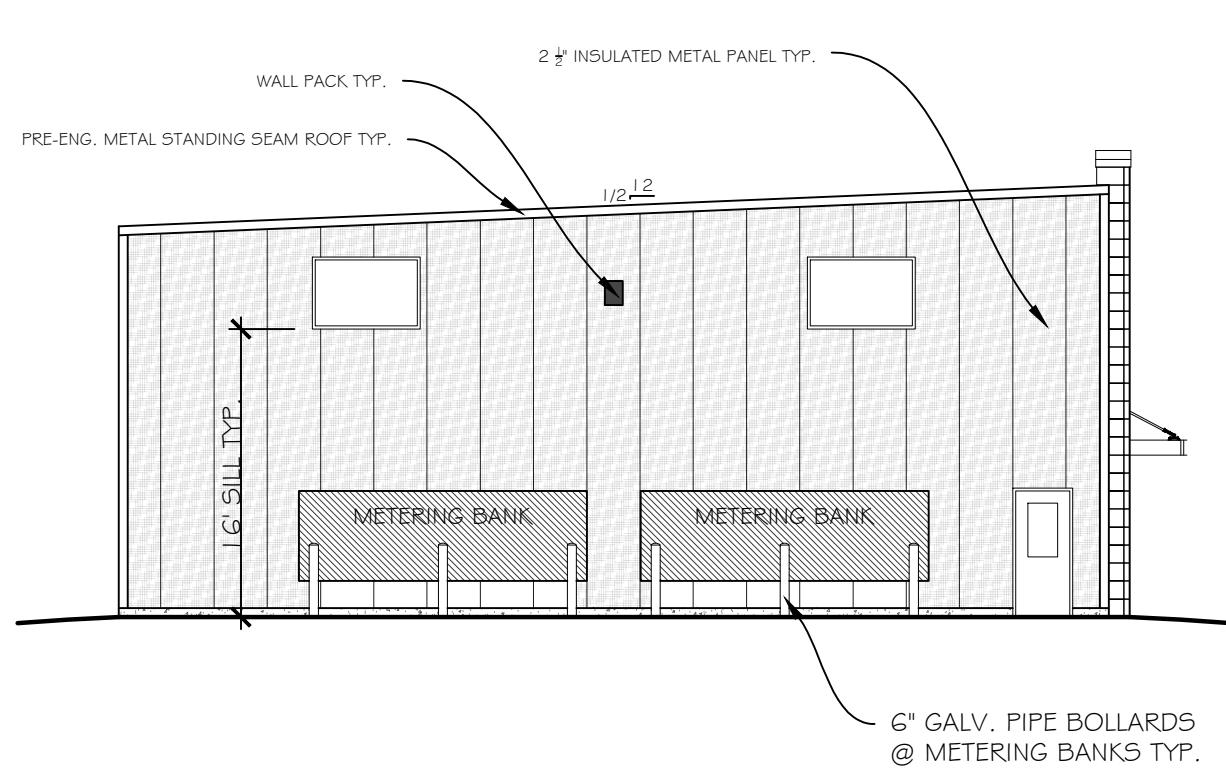 2 ½" INSULATED METAL PANEL TYP.
WALL PACK TYP.
PRE-ENG. METAL STANDING SEAM ROOF TYP.
12
1/2
16' SILL TYP.
METERING BANK
METERING BANK
6" GALV. PIPE BOLLARDS
@ METERING BANKS TYP.